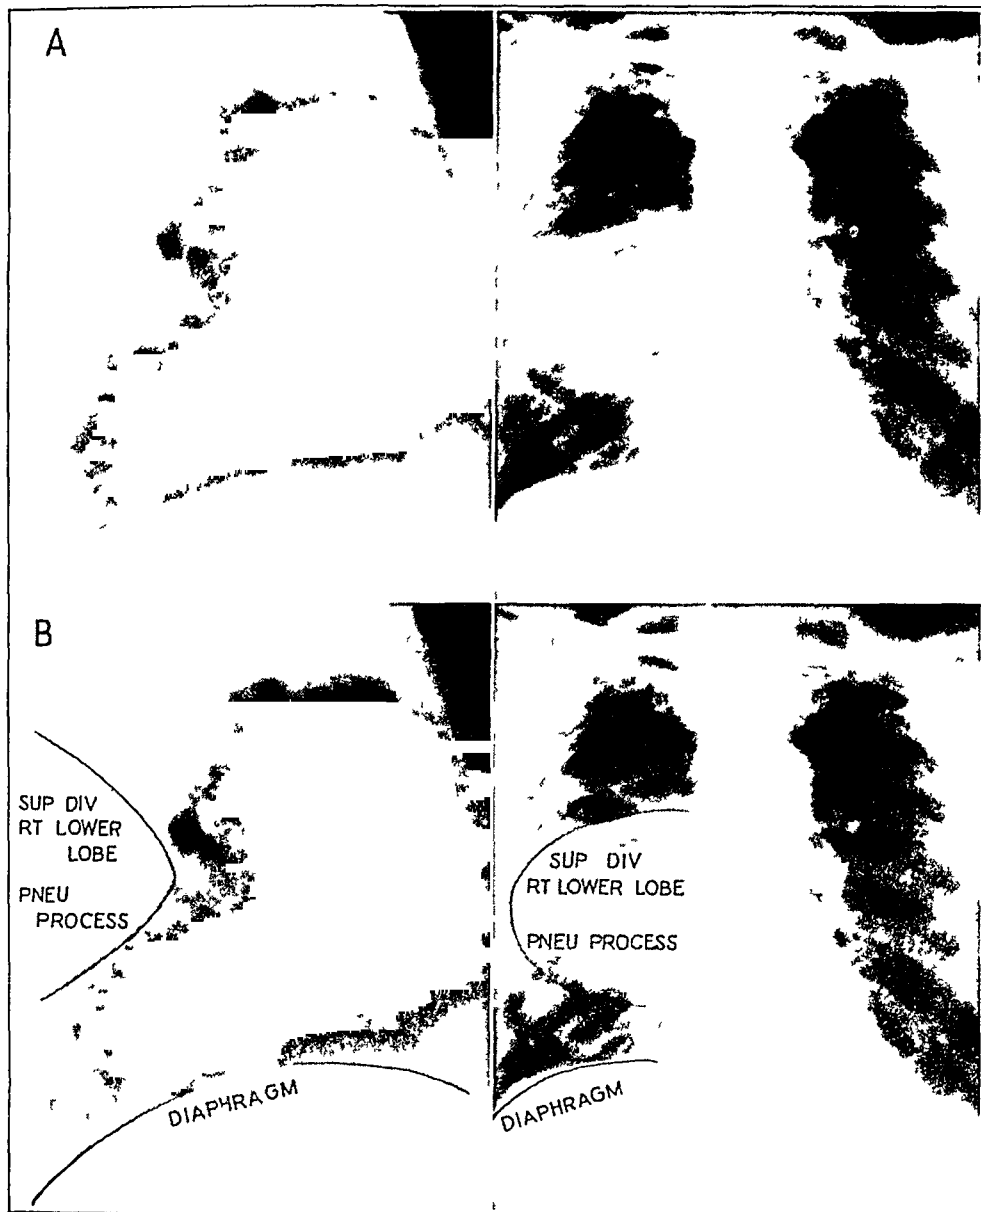 A
B
SUP DIV
RT LOWER
LOBE
PNEU
PROCESS
DIAPHRAGM
SUP DIV
RT LOWER LOBE
PNEU PROCESS
DIAPHRAGM